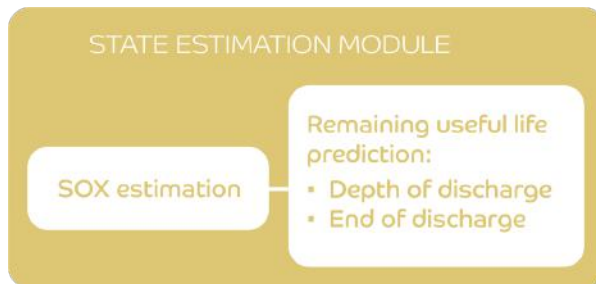 STATE ESTIMATION MODULE
SOX estimation
Remaining useful life
prediction:
▪ Depth of discharge
▪ End of discharge